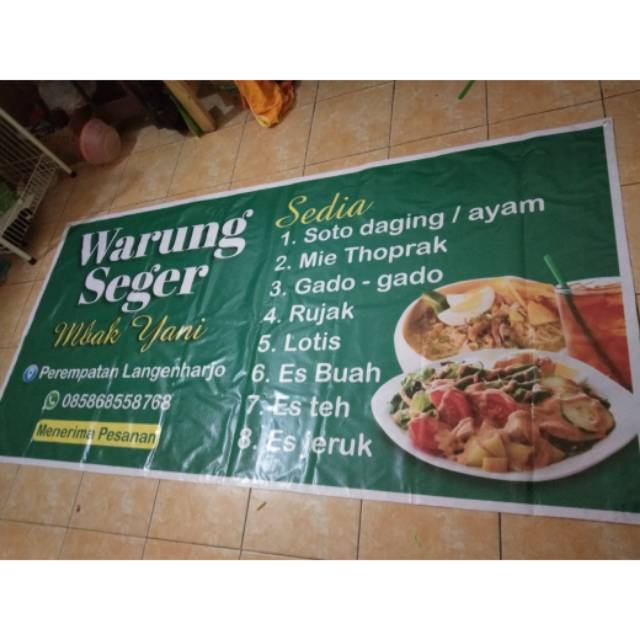 Warung
Seger
Mbak Yani
Perempatan Langenharjo
085868558768
Menerima Pesanan
Sedia
1. Soto daging / ayam
2. Mie Thoprak
3. Gado - gado
4. Rujak
5. Lotis
6. Es Buah
7. Es teh
8. Es jeruk